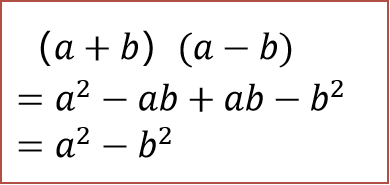 (a + b) (a − b)
= a² − ab + ab − b²
= a² − b²